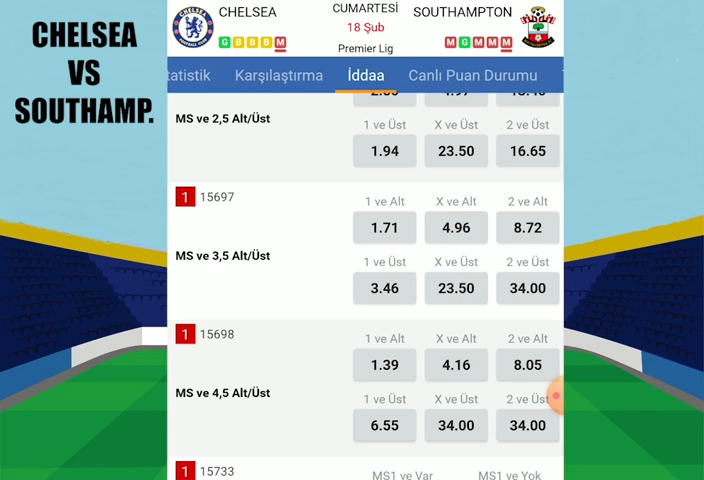 CHELSEA
VS
SOUTHAMP.
CHELSEA
CUMARTESİ
SOUTHAMPTON
18 Şub
G B B B M
Premier Lig
M G M M M
tatistik Karşılaştırma İddaa Canlı Puan Durumu
MS ve 2,5 Alt/Üst
1 ve Üst X ve Üst 2 ve Üst
1.94 23.50 16.65
1 15697
1 ve Alt X ve Alt 2 ve Alt
1.71 4.96 8.72
MS ve 3,5 Alt/Üst
1 ve Üst X ve Üst 2 ve Üst
3.46 23.50 34.00
1 15698
1 ve Alt X ve Alt 2 ve Alt
1.39 4.16 8.05
MS ve 4,5 Alt/Üst
1 ve Üst X ve Üst 2 ve Üst
6.55 34.00 34.00
1 15733
MS1 ve Var MS1 ve Yok